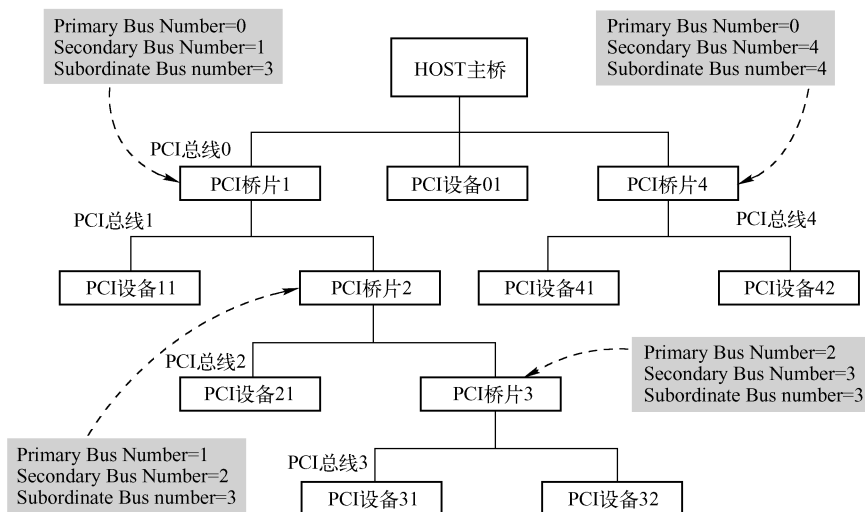 Primary Bus Number=0
Secondary Bus Number=1
Subordinate Bus number=3
HOST主桥
Primary Bus Number=0
Secondary Bus Number=4
Subordinate Bus number=4
PCI总线0
PCI桥片1
PCI设备01
PCI桥片4
PCI总线1
PCI总线4
PCI设备11
PCI桥片2
PCI设备41
PCI设备42
PCI总线2
Primary Bus Number=2
Secondary Bus Number=3
Subordinate Bus number=3
PCI设备21
PCI桥片3
Primary Bus Number=1
Secondary Bus Number=2
Subordinate Bus number=3
PCI总线3
PCI设备31
PCI设备32